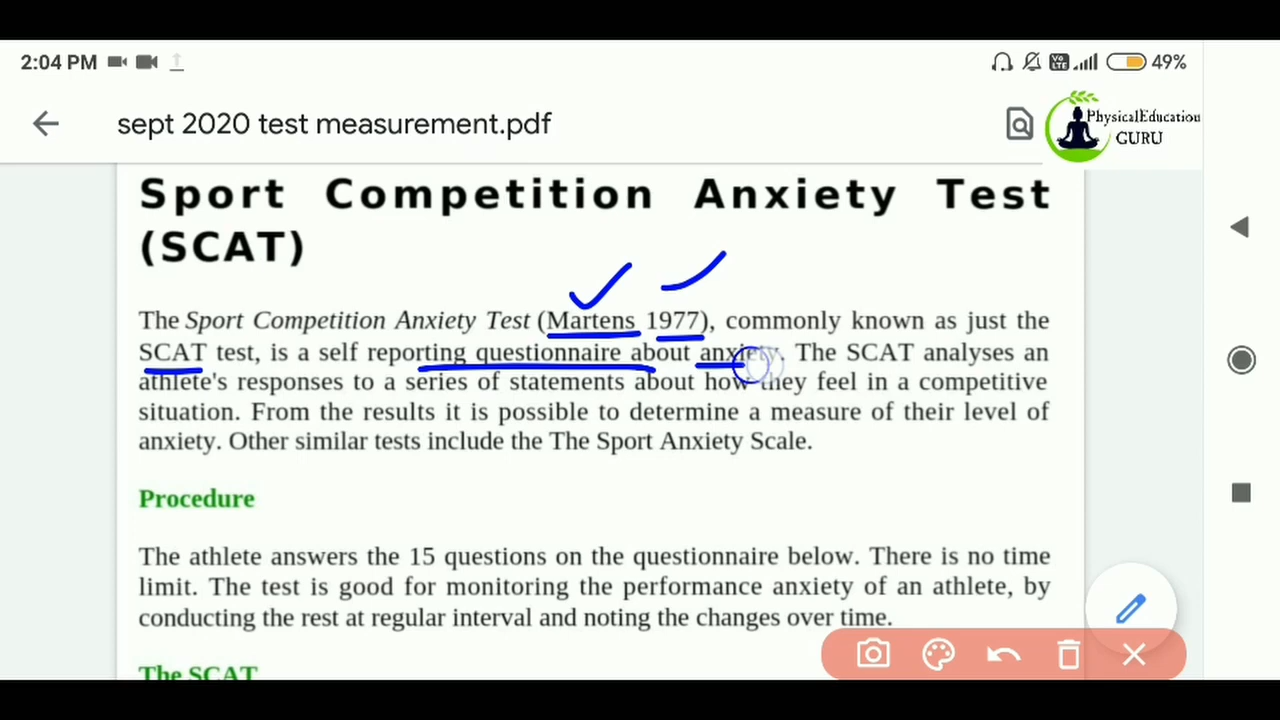 2:04 PM
Vo LTE
49%
sept 2020 test measurement.pdf
PhysicalEducation
GURU
Sport Competition Anxiety Test
(SCAT)
The Sport Competition Anxiety Test (Martens 1977), commonly known as just the
SCAT test, is a self reporting questionnaire about anxiety. The SCAT analyses an
athlete's responses to a series of statements about how they feel in a competitive
situation. From the results it is possible to determine a measure of their level of
anxiety. Other similar tests include the The Sport Anxiety Scale.
Procedure
The athlete answers the 15 questions on the questionnaire below. There is no time
limit. The test is good for monitoring the performance anxiety of an athlete, by
conducting the rest at regular interval and noting the changes over time.
The SCAT